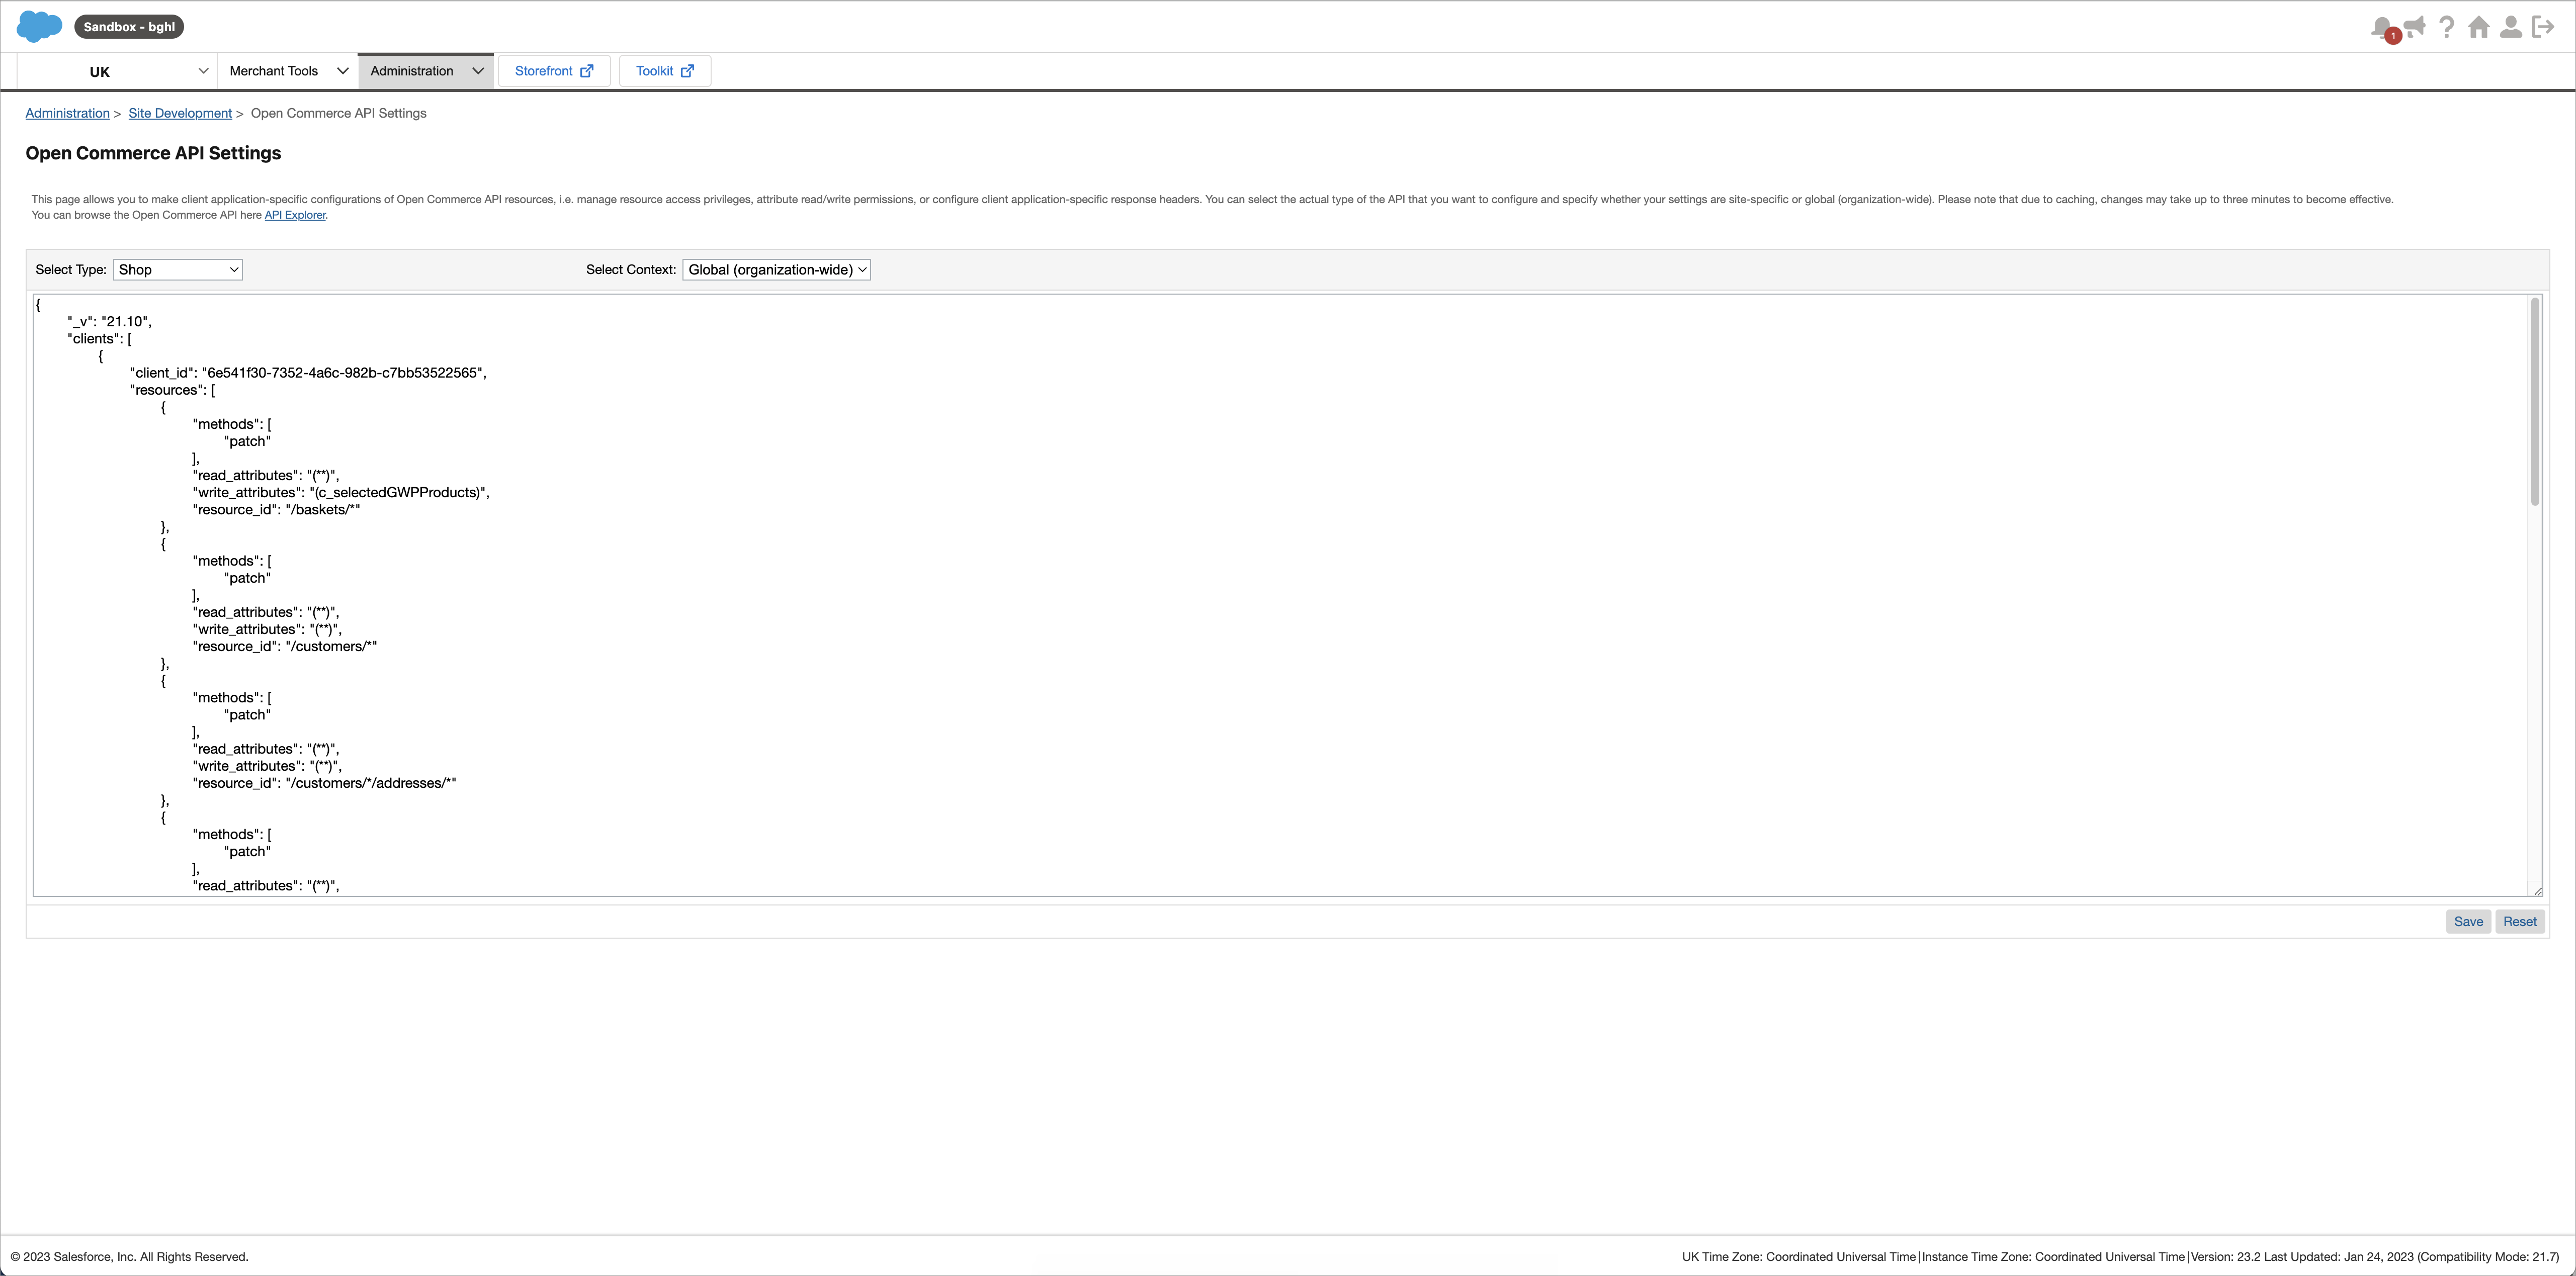 Sandbox - bghl
1
UK
Merchant Tools
Administration
Storefront
Toolkit
Administration > Site Development > Open Commerce API Settings
Open Commerce API Settings
This page allows you to make client application-specific configurations of Open Commerce API resources, i.e. manage resource access privileges, attribute read/write permissions, or configure client application-specific response headers. You can select the actual type of the API that you want to configure and specify whether your settings are site-specific or global (organization-wide). Please note that due to caching, changes may take up to three minutes to become effective.
You can browse the Open Commerce API here API Explorer.
Select Type: Shop
Select Context: Global (organization-wide)
{
"_v": "21.10",
"clients": [
{
"client_id": "6e541f30-7352-4a6c-982b-c7bb53522565",
"resources": [
{
"methods": [
"patch"
],
"read_attributes": "(**)",
"write_attributes": "(c_selectedGWPProducts)",
"resource_id": "/baskets/*"
},
{
"methods": [
"patch"
],
"read_attributes": "(**)",
"write_attributes": "(**)",
"resource_id": "/customers/*"
},
{
"methods": [
"patch"
],
"read_attributes": "(**)",
"write_attributes": "(**)",
"resource_id": "/customers/*/addresses/*"
},
{
"methods": [
"patch"
],
"read_attributes": "(**)",
Save
Reset
© 2023 Salesforce, Inc. All Rights Reserved.
UK Time Zone: Coordinated Universal Time|Instance Time Zone: Coordinated Universal Time|Version: 23.2 Last Updated: Jan 24, 2023 (Compatibility Mode: 21.7)